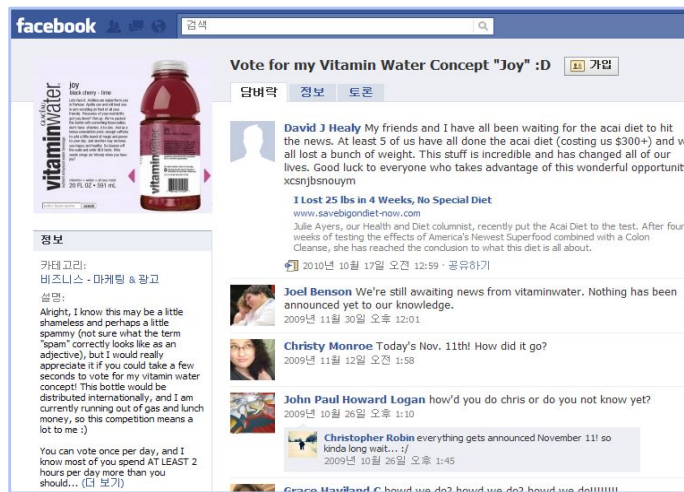 facebook
검색
Vote for my Vitamin Water Concept "Joy" :D
가입
담벼락 정보 토론
glacéau
vitaminwater
joy
black cherry - lime
20 FL OZ • 591 mL
정보
카테고리:
비즈니스 - 마케팅 & 광고
설명:
Alright, I know this may be a little
shameless and perhaps a little
spammy (not sure what the term
"spam" correctly looks like as an
adjective), but I would really
appreciate it if you could take a few
seconds to vote for my vitamin water
concept! This bottle would be
distributed internationally, and I am
currently running out of gas and lunch
money, so this competition means a
lot to me :)
You can vote once per day, and I
know most of you spend AT LEAST 2
hours per day more than you
should... (더 보기)
David J Healy My friends and I have all been waiting for the acai diet to hit
the news. At least 5 of us have all done the acai diet (costing us $300+) and w
all lost a bunch of weight. This stuff is incredible and has changed all of our
lives. Good luck to everyone who takes advantage of this wonderful opportunit
xcsnjbsnouym
I Lost 25 lbs in 4 Weeks, No Special Diet
www.savebigondiet-now.com
Julie Ayers, our Health and Diet columnist, recently put the Acai Diet to the test. After four
weeks of testing the effects of America's Newest Superfood combined with a Colon
Cleanse, she has reached the conclusion to what this diet is all about.
2010년 10월 17일 오전 12:59 · 공유하기
Joel Benson We're still awaiting news from vitaminwater. Nothing has been
announced yet to our knowledge.
2009년 11월 30일 오후 12:01
Christy Monroe Today's Nov. 11th! How did it go?
2009년 11월 12일 오전 1:58
John Paul Howard Logan how'd you do chris or do you not know yet?
2009년 10월 26일 오후 1:10
Christopher Robin everything gets announced November 11! so
kinda long wait... :/
2009년 10월 26일 오후 1:45
Grace Haviland C howd we do? howd we do? howd we do!!!!!!!!